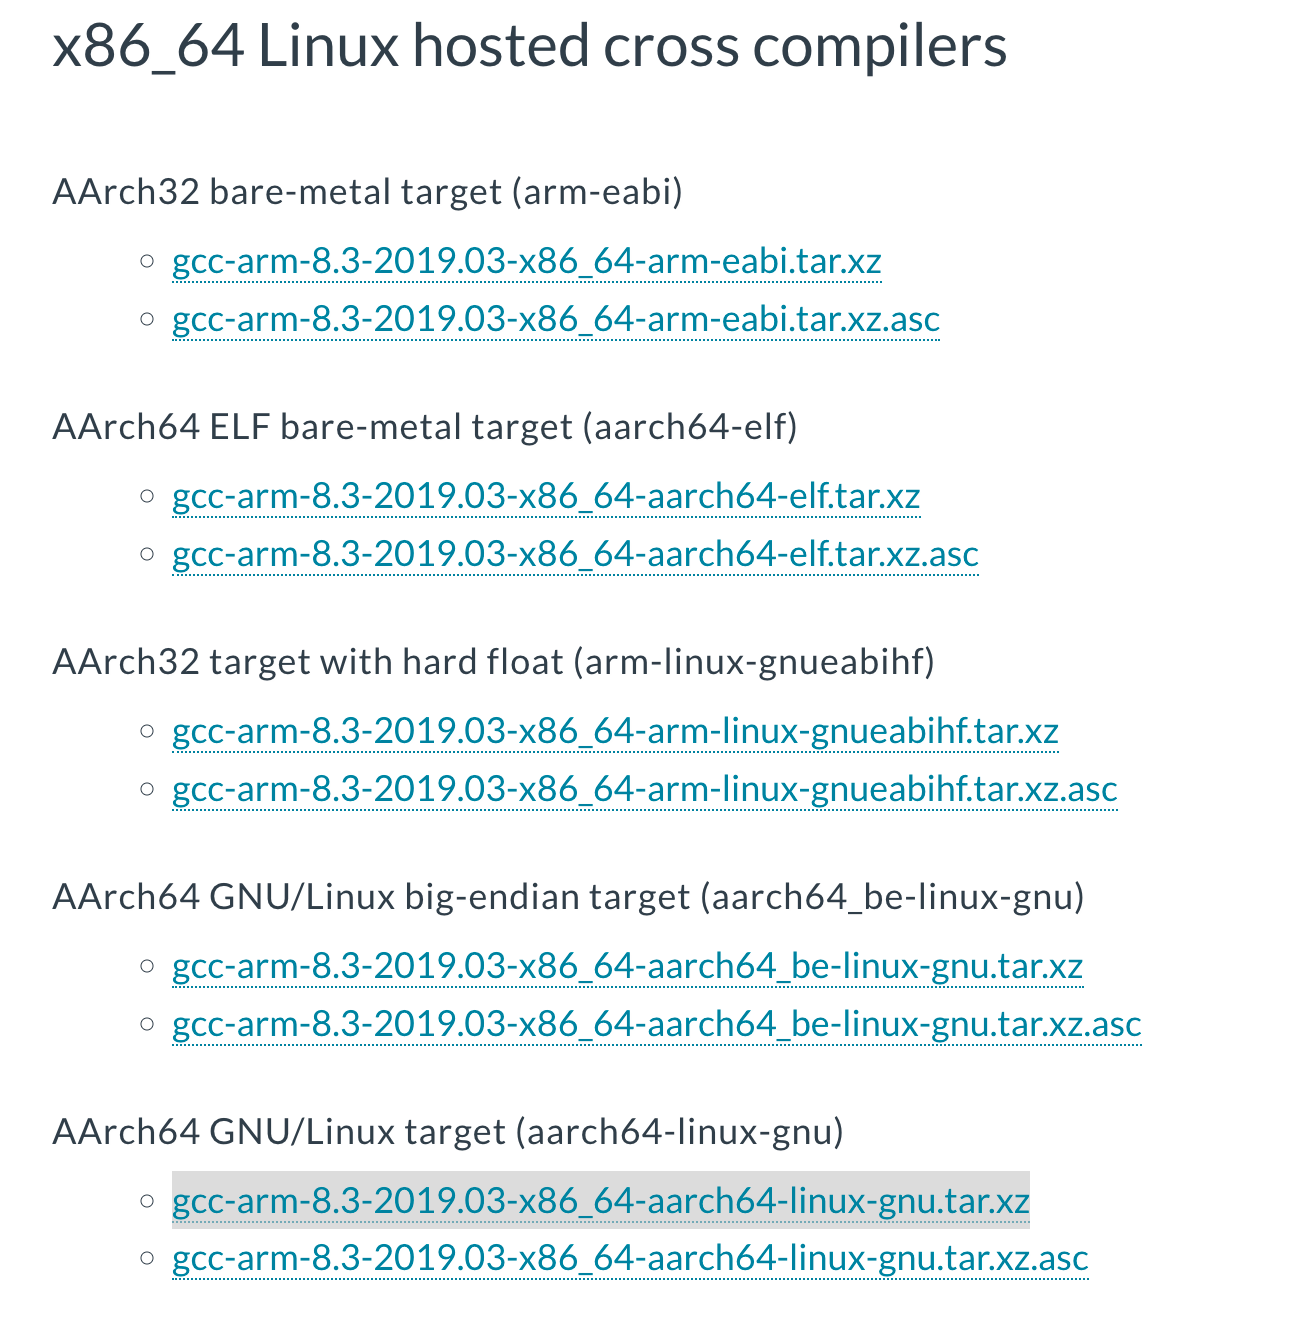 x86_64 Linux hosted cross compilers
AArch32 bare-metal target (arm-eabi)
gcc-arm-8.3-2019.03-x86_64-arm-eabi.tar.xz
gcc-arm-8.3-2019.03-x86_64-arm-eabi.tar.xz.asc
AArch64 ELF bare-metal target (aarch64-elf)
gcc-arm-8.3-2019.03-x86_64-aarch64-elf.tar.xz
gcc-arm-8.3-2019.03-x86_64-aarch64-elf.tar.xz.asc
AArch32 target with hard float (arm-linux-gnueabihf)
gcc-arm-8.3-2019.03-x86_64-arm-linux-gnueabihf.tar.xz
gcc-arm-8.3-2019.03-x86_64-arm-linux-gnueabihf.tar.xz.asc
AArch64 GNU/Linux big-endian target (aarch64_be-linux-gnu)
gcc-arm-8.3-2019.03-x86_64-aarch64_be-linux-gnu.tar.xz
gcc-arm-8.3-2019.03-x86_64-aarch64_be-linux-gnu.tar.xz.asc
AArch64 GNU/Linux target (aarch64-linux-gnu)
gcc-arm-8.3-2019.03-x86_64-aarch64-linux-gnu.tar.xz
gcc-arm-8.3-2019.03-x86_64-aarch64-linux-gnu.tar.xz.asc